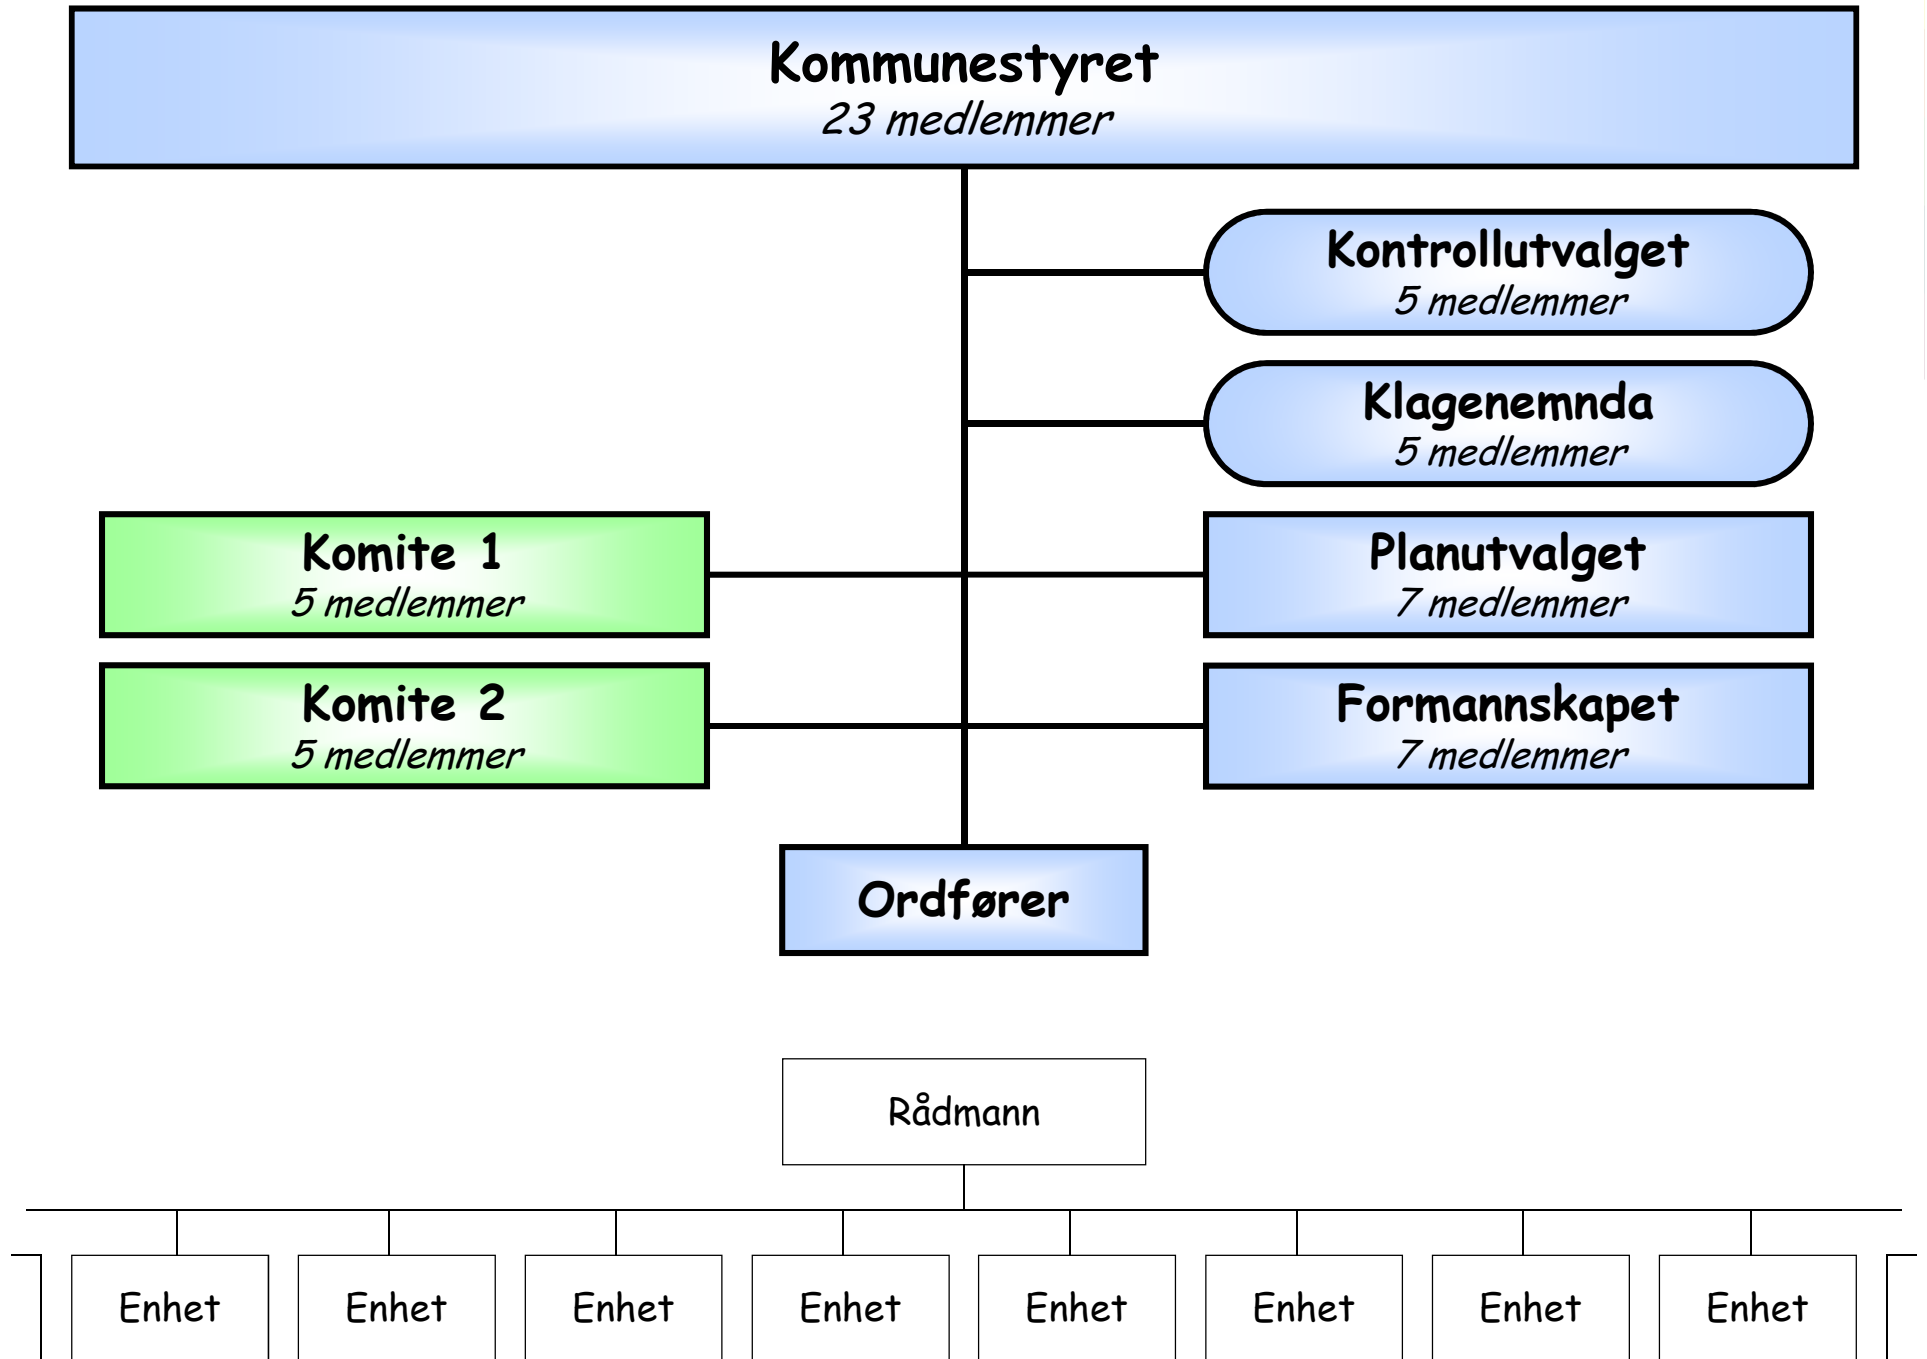 Kommunestyret
23 medlemmer
Kontrollutvalget
5 medlemmer
Klagenemnda
5 medlemmer
Komite 1
5 medlemmer
Planutvalget
7 medlemmer
Komite 2
5 medlemmer
Formannskapet
7 medlemmer
Ordfører
Rådmann
Enhet
Enhet
Enhet
Enhet
Enhet
Enhet
Enhet
Enhet